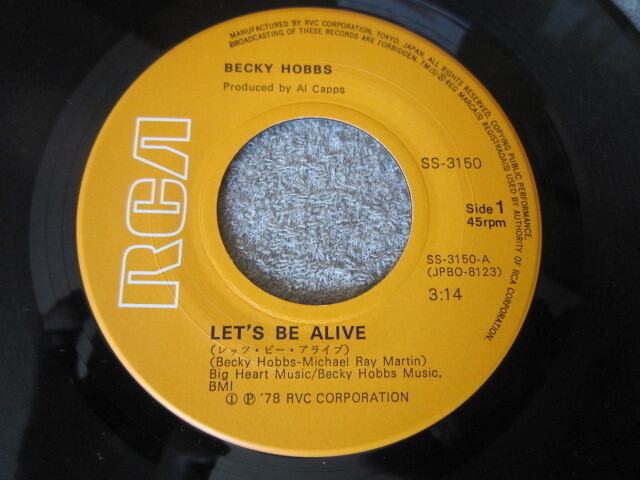 MANUFACTURED BY RVC CORPORATION, TOKYO, JAPAN. ALL RIGHTS RESERVED. UNAUTHORIZED COPYING PUBLIC PERFORMANCE,
BROADCASTING OF THESE RECORDS ARE FORBIDDEN. TM(S)® REG MARCA(S) REGISTRADA(S) USED BY AUTHORITY OF RCA CORPORATION.
BECKY HOBBS
Produced by Al Capps
RCA
SS-3150
Side 1
45rpm
SS-3150-A
(JPBO-8123)
3:14
LET'S BE ALIVE
(レッツ・ビー・アライブ)
(Becky Hobbs-Michael Ray Martin)
Big Heart Music/Becky Hobbs Music,
BMI
① ℗ '78 RVC CORPORATION